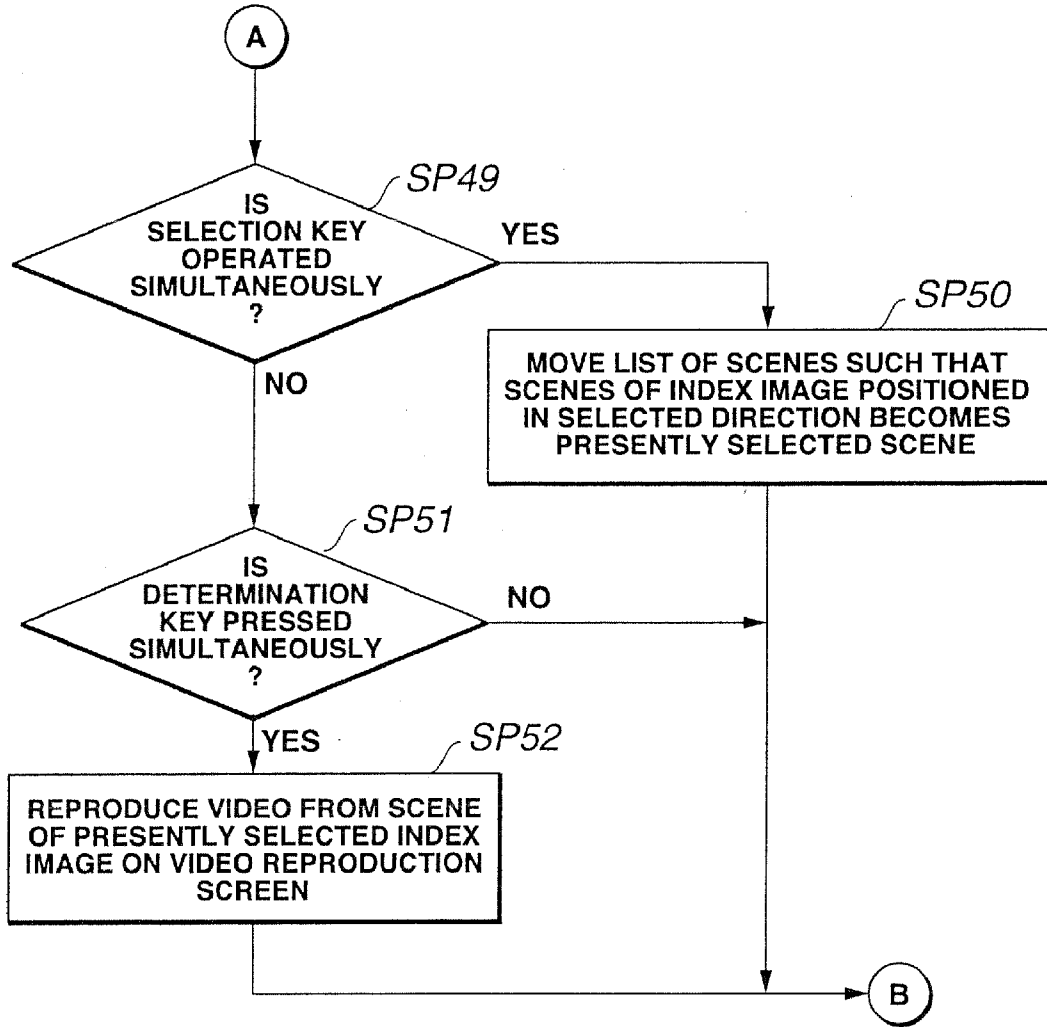 A
SP49
IS
SELECTION KEY
OPERATED
SIMULTANEOUSLY
?
YES
SP50
MOVE LIST OF SCENES SUCH THAT
SCENES OF INDEX IMAGE POSITIONED
IN SELECTED DIRECTION BECOMES
PRESENTLY SELECTED SCENE
NO
SP51
IS
DETERMINATION
KEY PRESSED
SIMULTANEOUSLY
?
NO
YES
SP52
REPRODUCE VIDEO FROM SCENE
OF PRESENTLY SELECTED INDEX
IMAGE ON VIDEO REPRODUCTION
SCREEN
B